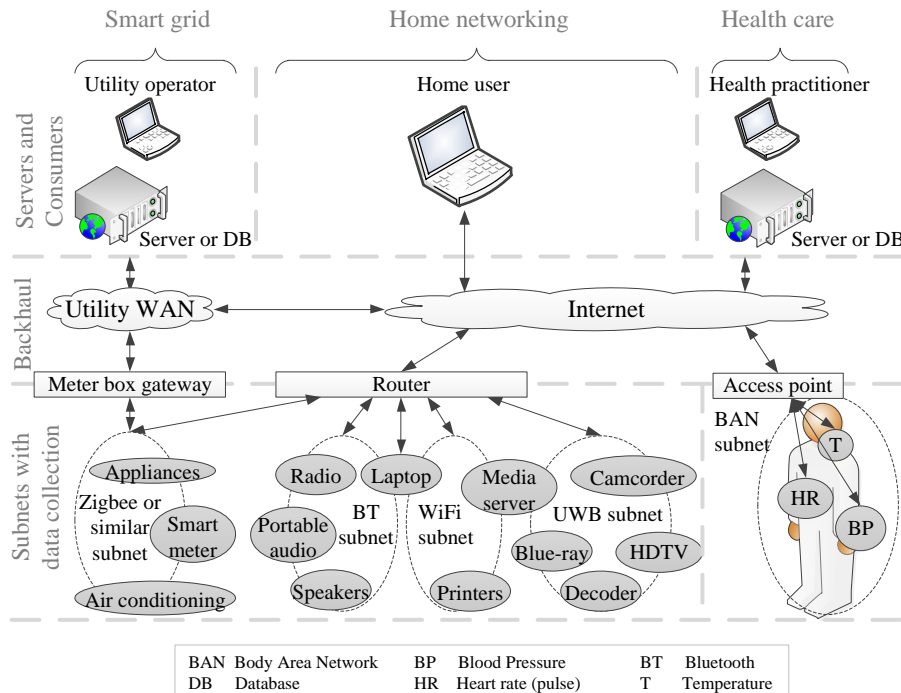 Smart grid
Home networking
Health care
Servers and
Consumers
Utility operator
Home user
Health practitioner
Server or DB
Server or DB
Backhaul
Utility WAN
Internet
Meter box gateway
Router
Access point
Subnets with
data collection
Appliances
Zigbee or
similar
subnet
Smart
meter
Air conditioning
Radio
Portable
audio
Speakers
BT
subnet
Laptop
WiFi
subnet
Printers
Media
server
UWB subnet
Camcorder
Blue-ray
HDTV
Decoder
BAN
subnet
T
HR
BP
BAN Body Area Network
BP Blood Pressure
BT Bluetooth
DB Database
HR Heart rate (pulse)
T Temperature